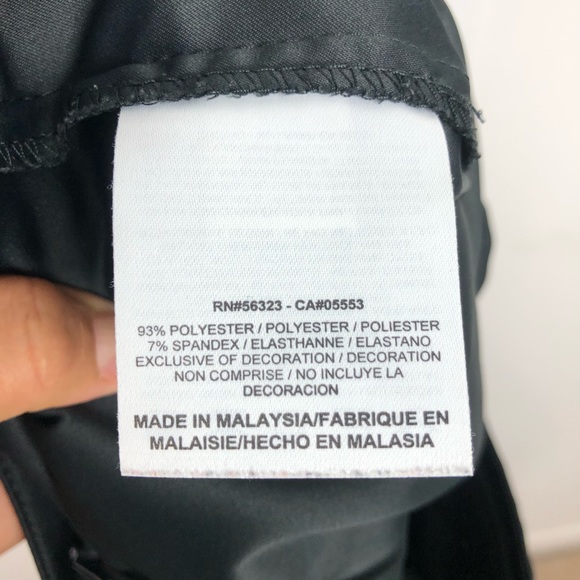 RN#56323 - CA#05553
93% POLYESTER / POLYESTER / POLIESTER
7% SPANDEX / ELASTHANNE / ELASTANO
EXCLUSIVE OF DECORATION / DECORATION
NON COMPRISE / NO INCLUYE LA
DECORACION
MADE IN MALAYSIA/FABRIQUE EN
MALAISIE/HECHO EN MALASIA